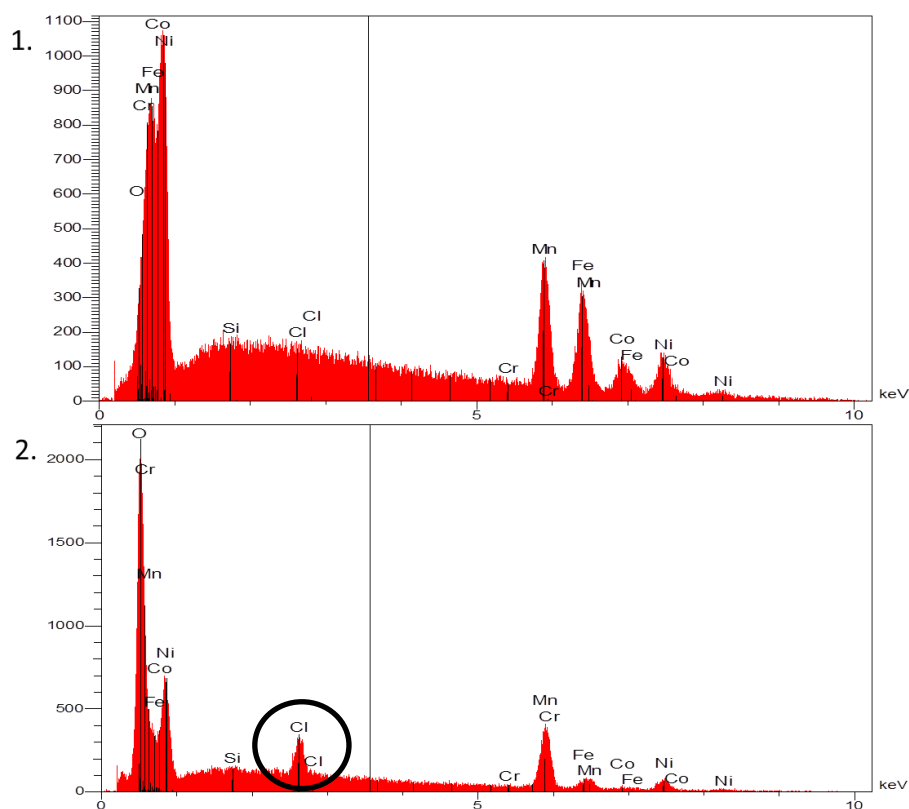 1.
1100
1000
900
800
700
600
500
400
300
200
100
0
Co
Ni
Fe
Mn
Cr
O
Si
Cl
Cl
Cr
Mn
Cr
Fe
Mn
Co
Fe
Ni
Co
Ni
0
5
10
keV
2.
2000
1500
1000
500
0
O
Cr
Mn
Ni
Co
Fe
Si
Cl
Cl
Cr
Mn
Cr
Fe
Mn
Co
Fe
Ni
Co
Ni
0
5
10
keV